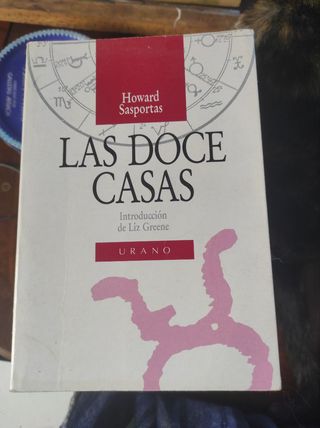 Howard
Sasportas
LAS DOCE
CASAS
Introducción
de Liz Greene
URANO